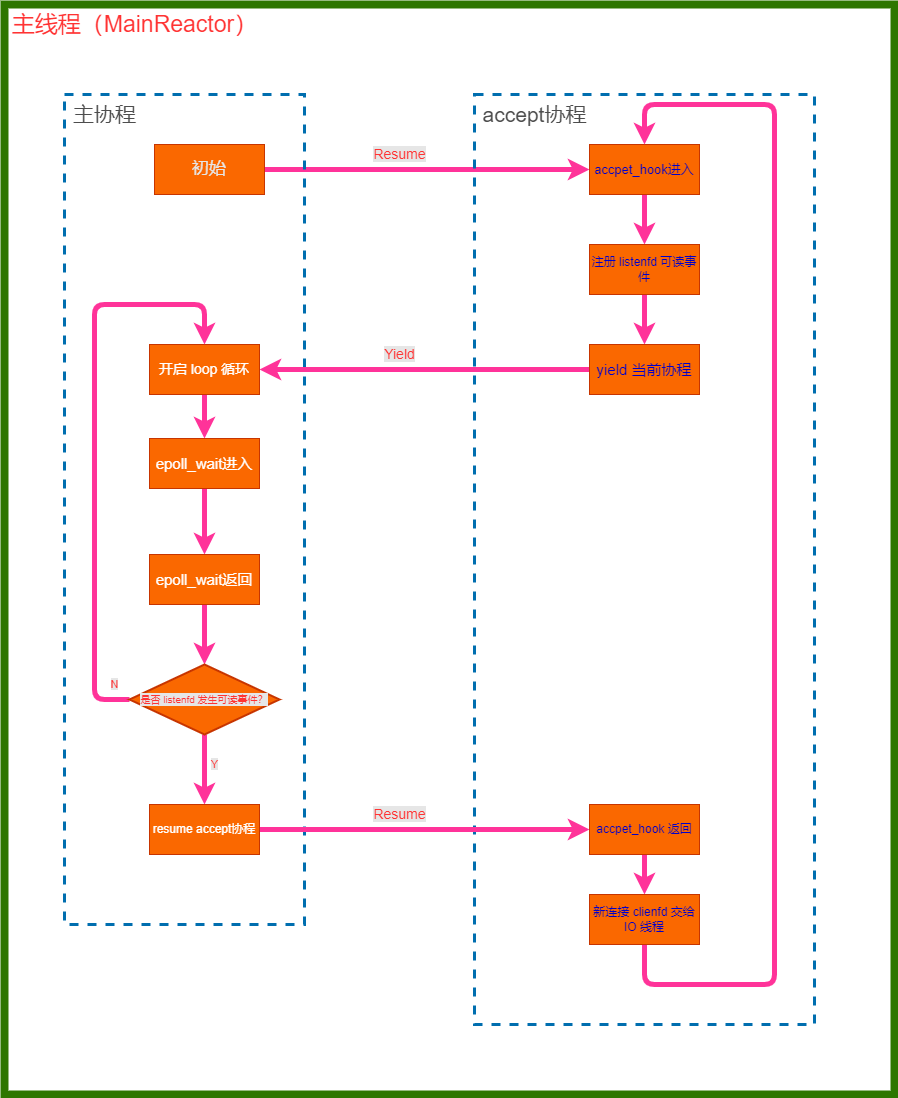 主线程（MainReactor）
主协程
accept协程
初始
Resume
accpet_hook进入
注册 listenfd 可读事
件
开启 loop 循环
Yield
yield 当前协程
epoll_wait进入
epoll_wait返回
是否 listenfd 发生可读事件?
N
Y
resume accept协程
Resume
accpet_hook 返回
新连接 clienfd 交给
IO 线程